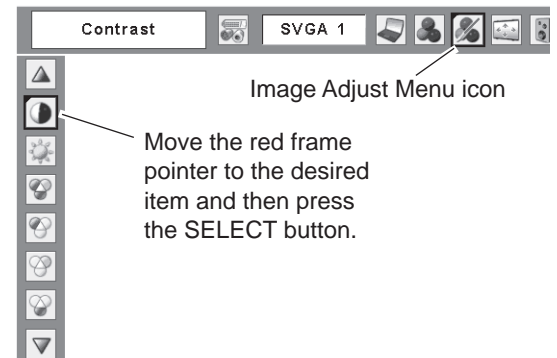 Contrast
SVGA 1
Image Adjust Menu icon
Move the red frame
pointer to the desired
item and then press
the SELECT button.